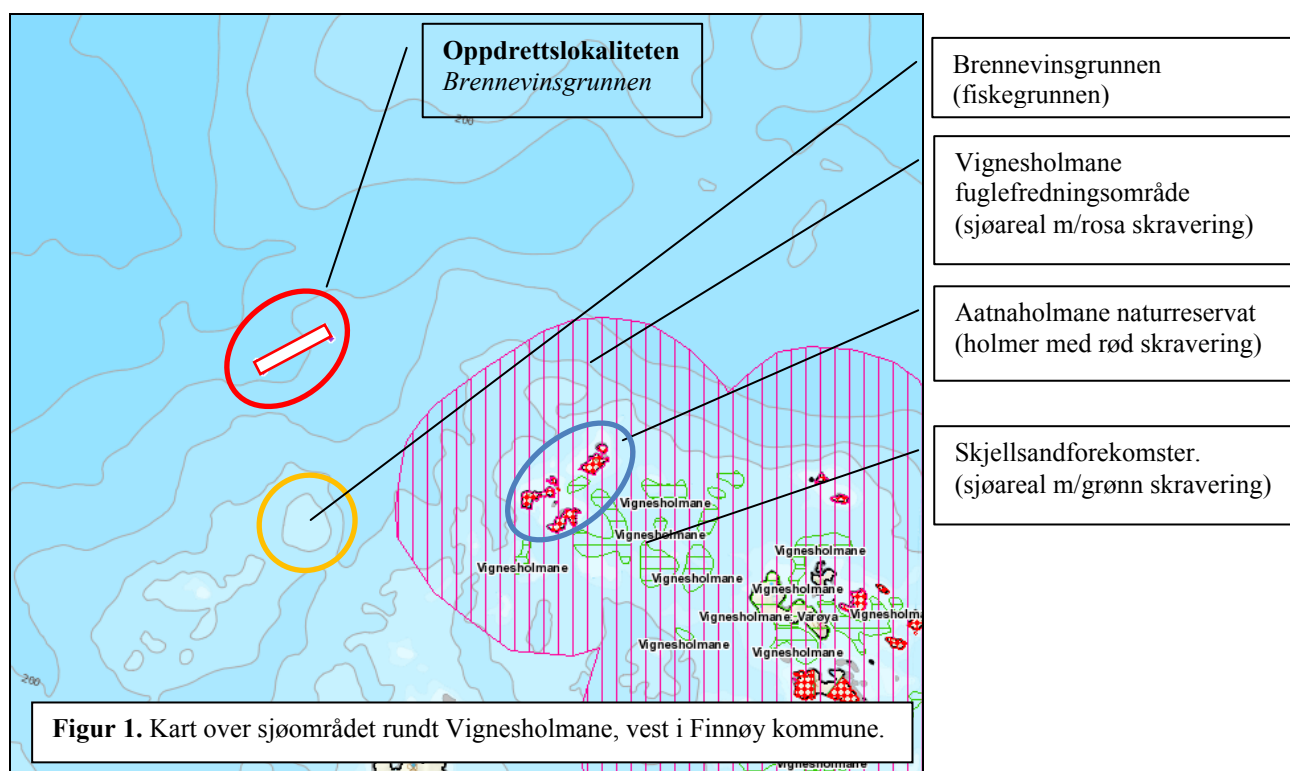 Oppdrettslokaliteten
Brennevinsgrunnen
Brennevinsgrunnen
(fiskegrunnen)
Vignesholmane
fuglefredningsområde
(sjøareal m/rosa skravering)
Aatnaholmane naturreservat
(holmer med rød skravering)
Skjellsandforekomster.
(sjøareal m/grønn skravering)
200
Vignesholmane
Vignesholmane
Vignesholmane
Vignesholmane
Vignesholmane
Vignesholmane
Vignesholma
Vignesholmane; Varøya
Vignesholmane
Vignesholmane
200
Figur 1. Kart over sjøområdet rundt Vignesholmane, vest i Finnøy kommune.
Vignesholmane